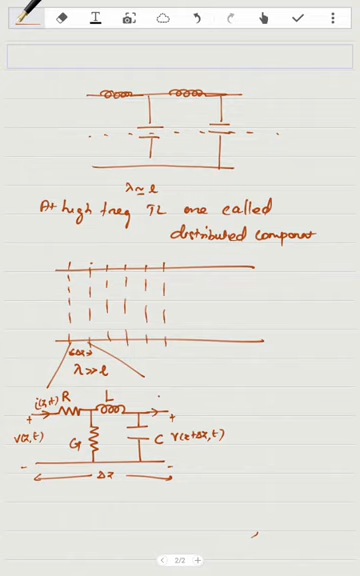 T
λ ≃ l
At high freq TL are called
distributed component
Δz
λ >> l
i(z,t) R L
+ +
v(z,t) G C V(z+Δz,t)
- -
Δz
2/2